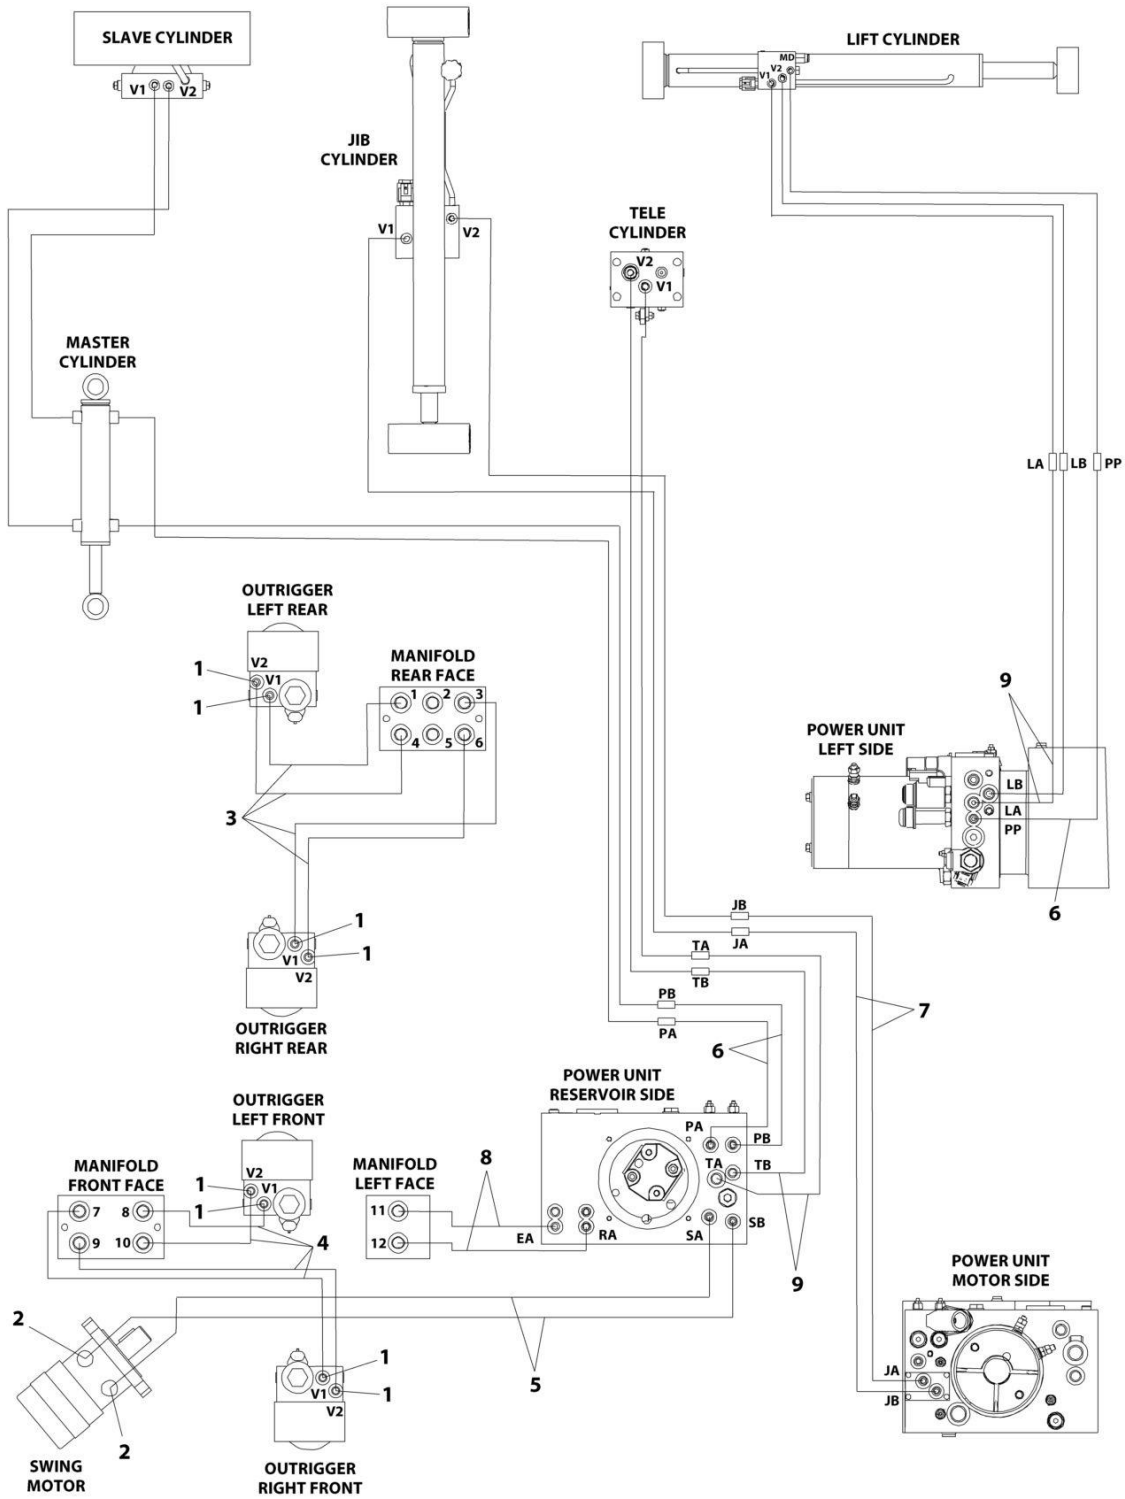 SLAVE CYLINDER
V1 V2
LIFT CYLINDER
MD
V2
V1
JIB
CYLINDER
V1
V2
TELE
CYLINDER
V2
V1
MASTER
CYLINDER
LA LB PP
OUTRIGGER
LEFT REAR
V2
V1
1
1
MANIFOLD
REAR FACE
1 2 3
4 5 6
3
9
POWER UNIT
LEFT SIDE
LB
LA
PP
6
1
1
V1
V2
OUTRIGGER
RIGHT REAR
JB
JA
TA
TB
PB
PA
7
6
POWER UNIT
RESERVOIR SIDE
PA
PB
TA
TB
EA
RA
SA
SB
OUTRIGGER
LEFT FRONT
V2
V1
1
1
MANIFOLD
FRONT FACE
7 8
9 10
4
MANIFOLD
LEFT FACE
11
12
8
9
POWER UNIT
MOTOR SIDE
JA
JB
2
2
5
SWING
MOTOR
1
1
V1
V2
OUTRIGGER
RIGHT FRONT